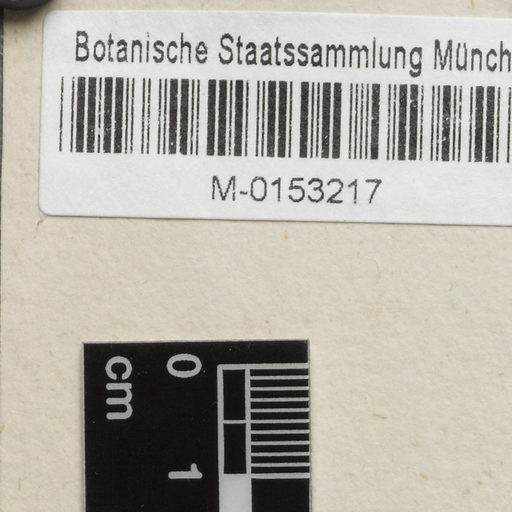 Botanische Staatssammlung Münch
M-0153217
cm
0
1